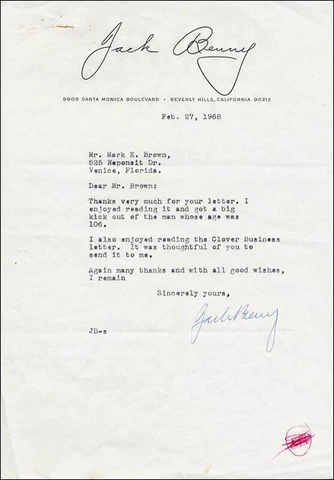 Jack Benny
9908 SANTA MONICA BOULEVARD • BEVERLY HILLS, CALIFORNIA 90212
Feb. 27, 1968
Mr. Mark E. Brown,
525 Neponsit Dr.
Venice, Florida.
Dear Mr. Brown:
Thanks very much for your letter. I
enjoyed reading it and got a big
kick out of the man whose age was
106.
I also enjoyed reading the Clover Business
letter. It was thoughtful of you to
send it to me.
Again many thanks and with all good wishes,
I remain
Sincerely yours,
Jack Benny
JB-s